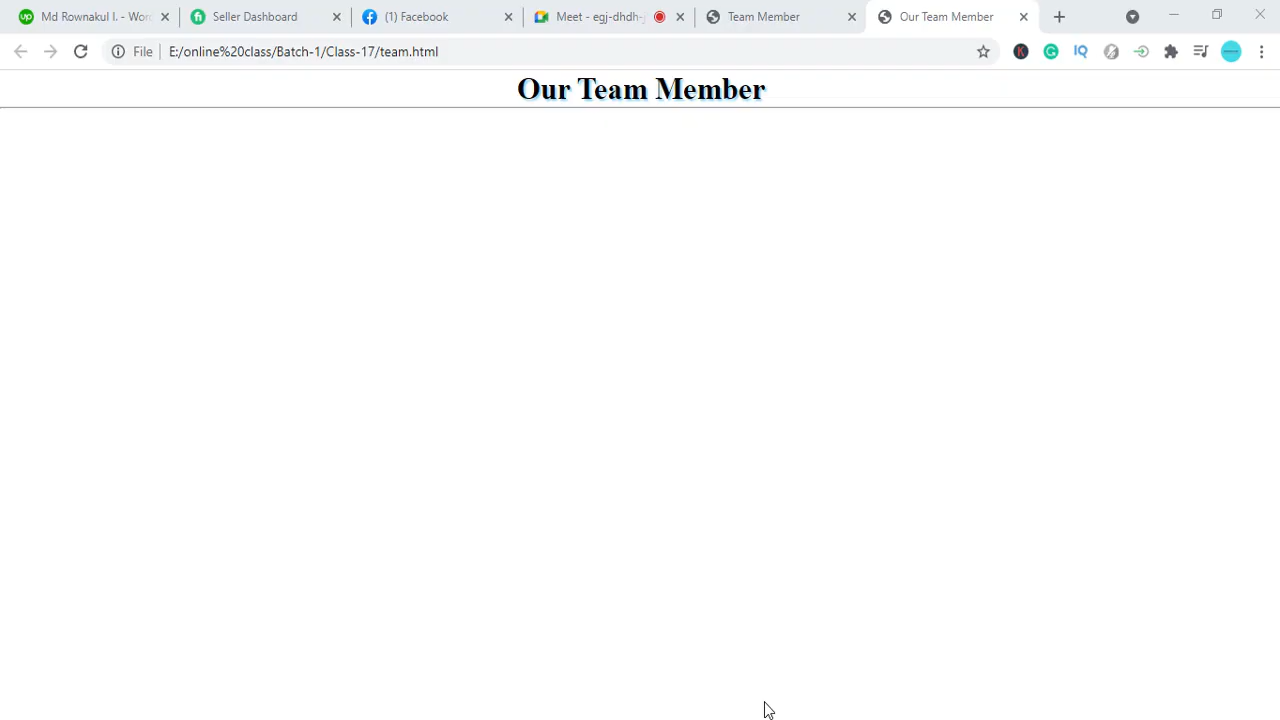 Md Rownakul I. - Wor
Seller Dashboard
(1) Facebook
Meet - egj-dhdh-
Team Member
Our Team Member
File
E:/online%20class/Batch-1/Class-17/team.html
IQ
Our Team Member